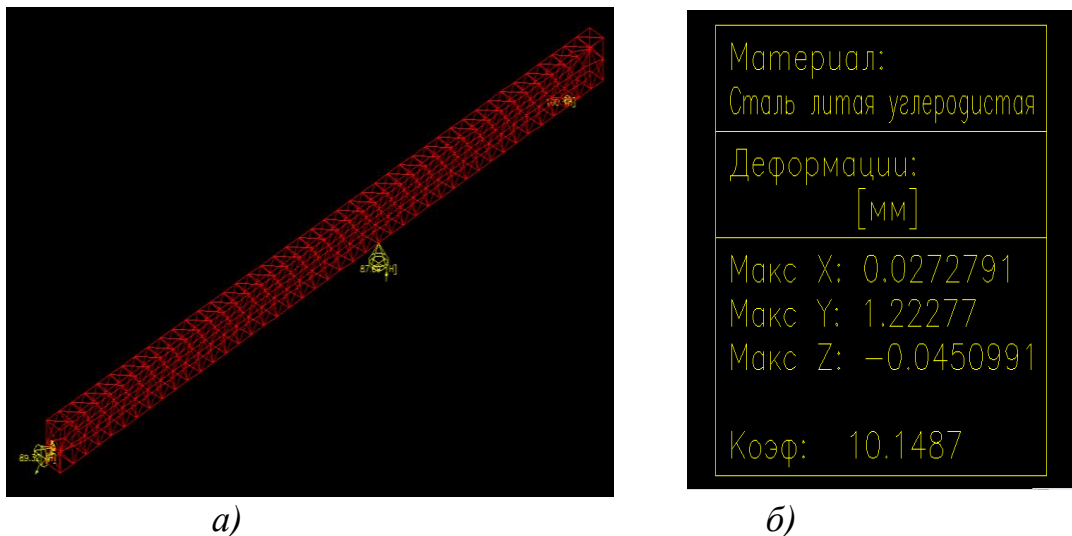 Материал:
Сталь литая углеродистая
Деформации:
[мм]
Макс X: 0.0272791
Макс Y: 1.22277
Макс Z: -0.0450991
Коэф: 10.1487
а)
б)